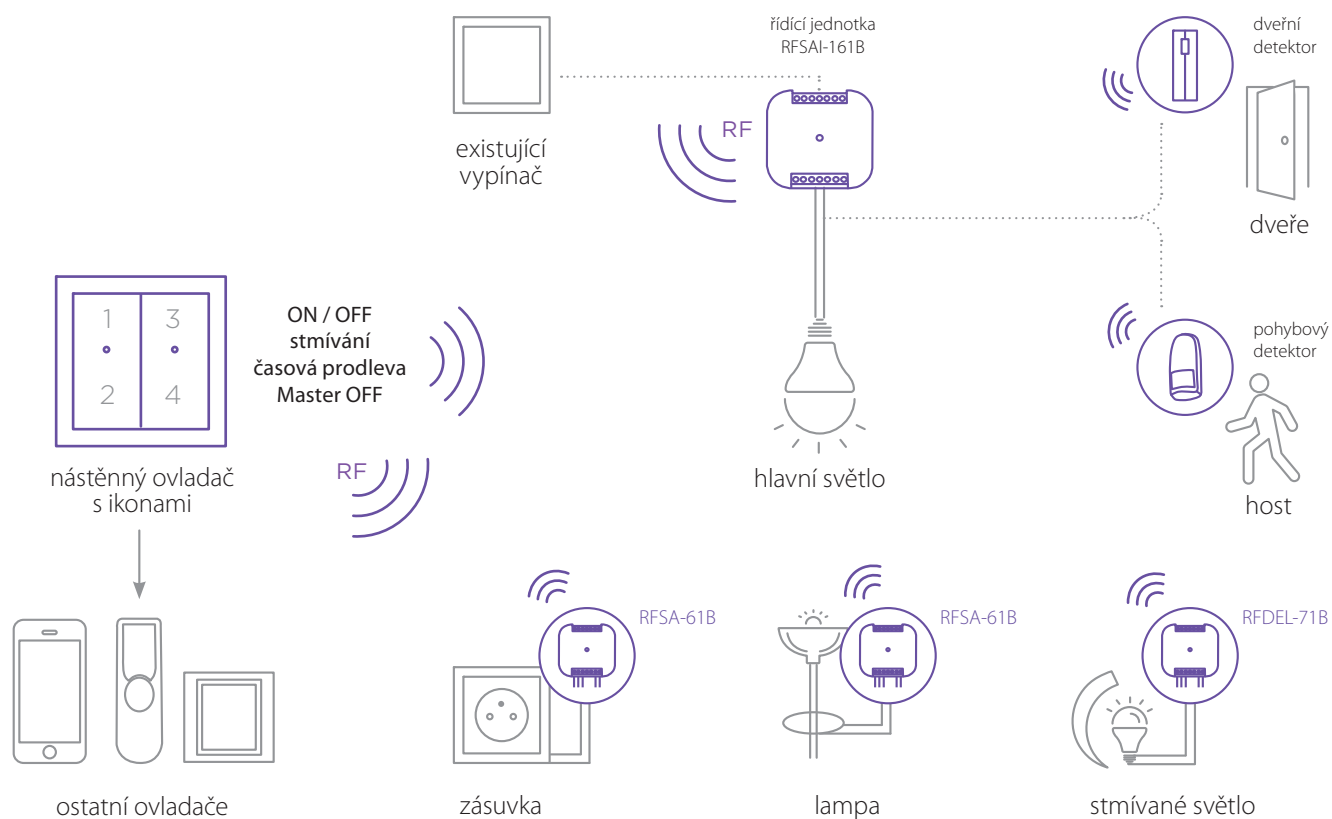 řídící jednotka
RFSAI-161B
dveřní
detektor
RF
existující
vypínač
dveře
1
3
2
4
ON / OFF
stmívání
časová prodleva
Master OFF
pohybový
detektor
nástěnný ovladač
s ikonami
RF
hlavní světlo
host
RFSA-61B
RFSA-61B
RFDEL-71B
ostatní ovladače
zásuvka
lampa
stmívané světlo